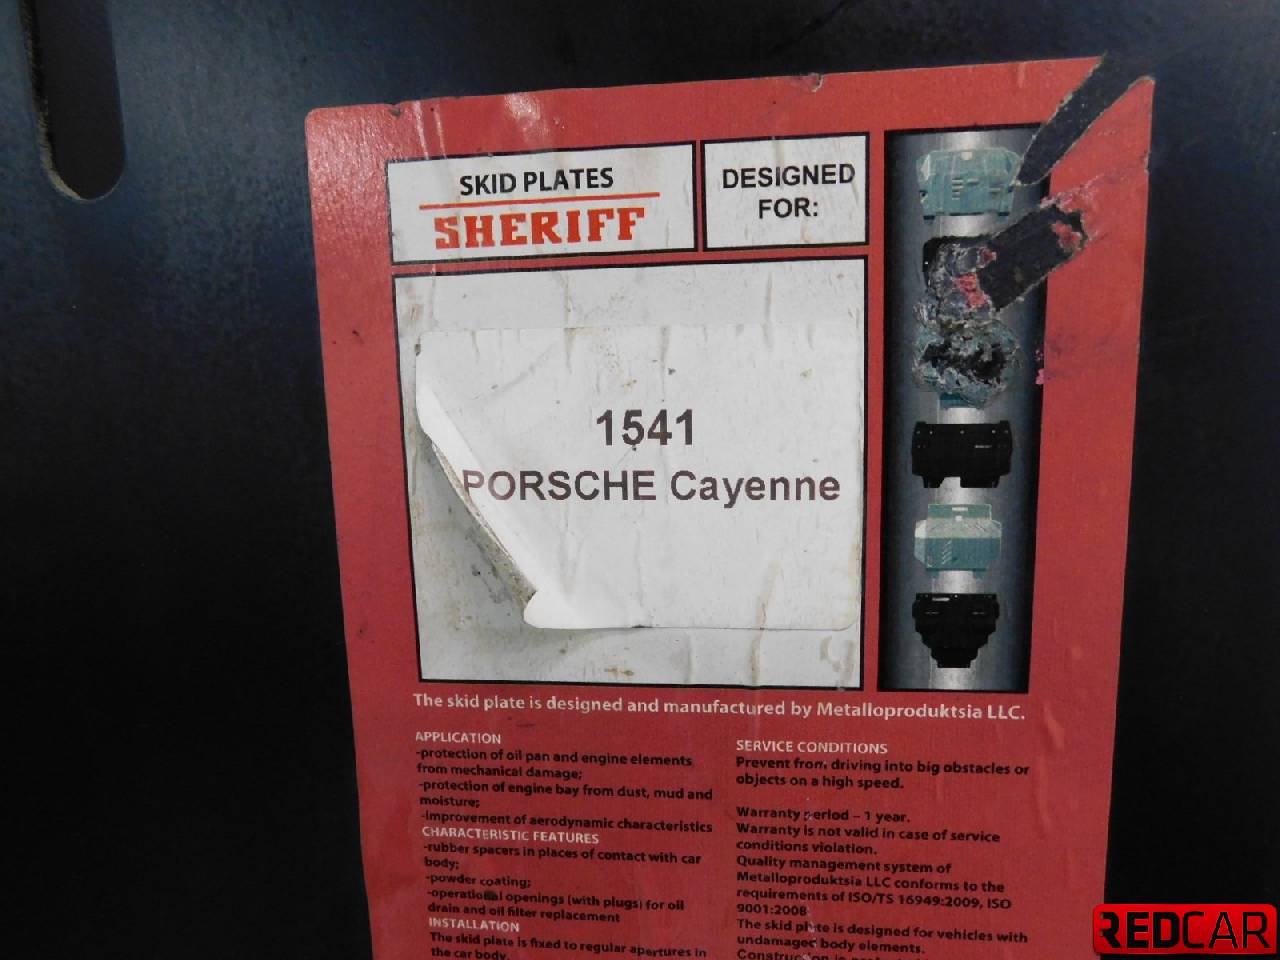 SKID PLATES
SHERIFF
DESIGNED
FOR:
1541
PORSCHE Cayenne
The skid plate is designed and manufactured by Metalloproduktsia LLC.
APPLICATION
-protection of oil pan and engine elements
from mechanical damage;
-protection of engine bay from dust, mud and
moisture;
-improvement of aerodynamic characteristics
CHARACTERISTIC FEATURES
-rubber spacers in places of contact with car
body;
-powder coating;
-operational openings (with plugs) for oil
drain and oil filter replacement
INSTALLATION
The skid plate is fixed to regular apertures in
the car body.
SERVICE CONDITIONS
Prevent from driving into big obstacles or
objects on a high speed.
Warranty period – 1 year.
Warranty is not valid in case of service
conditions violation.
Quality management system of
Metalloproduktsia LLC conforms to the
requirements of ISO/TS 16949:2009, ISO
9001:2008
The skid plate is designed for vehicles with
undamaged body elements.
Construction is
REDCAR